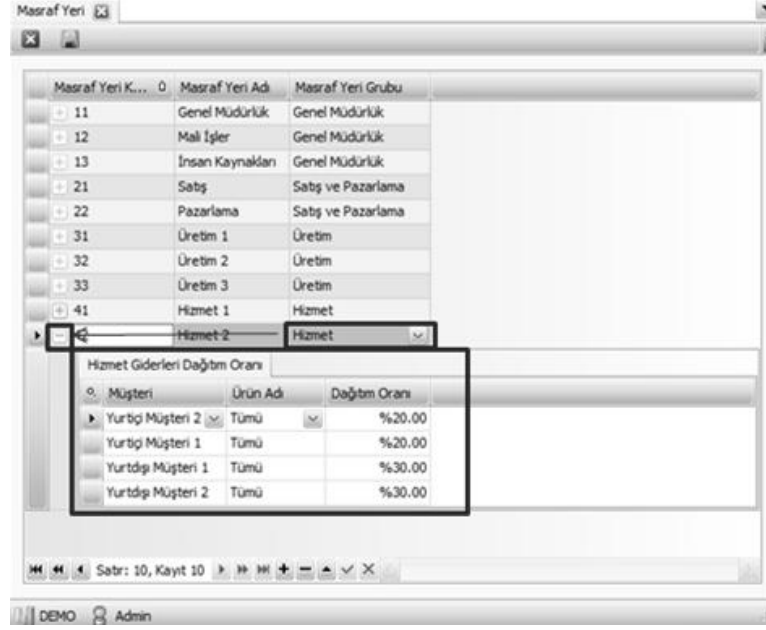 Masraf Yeri
Masraf Yeri K... Masraf Yeri Adı Masraf Yeri Grubu
11 Genel Müdürlük Genel Müdürlük
12 Mali İşler Genel Müdürlük
13 İnsan Kaynakları Genel Müdürlük
21 Satış Satış ve Pazarlama
22 Pazarlama Satış ve Pazarlama
31 Üretim 1 Üretim
32 Üretim 2 Üretim
33 Üretim 3 Üretim
41 Hizmet 1 Hizmet
Hizmet 2 Hizmet
Hizmet Giderleri Dağıtım Oranı
Müşteri Ürün Adı Dağıtım Oranı
Yurtiçi Müşteri 2 Tümü %20.00
Yurtiçi Müşteri 1 Tümü %20.00
Yurtdışı Müşteri 1 Tümü %30.00
Yurtdışı Müşteri 2 Tümü %30.00
Satır: 10, Kayıt 10
DEMO Admin